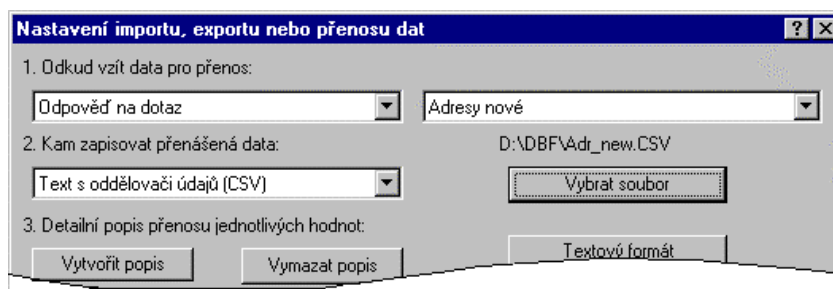 Nastavení importu, exportu nebo přenosu dat
1. Odkud vzít data pro přenos:
Odpověď na dotaz Adresy nové
2. Kam zapisovat přenášená data: D:\DBF\Adr_new.CSV
Text s oddělovači údajů (CSV) Vybrat soubor
3. Detailní popis přenosu jednotlivých hodnot:
Vytvořit popis Vymazat popis Textový formát